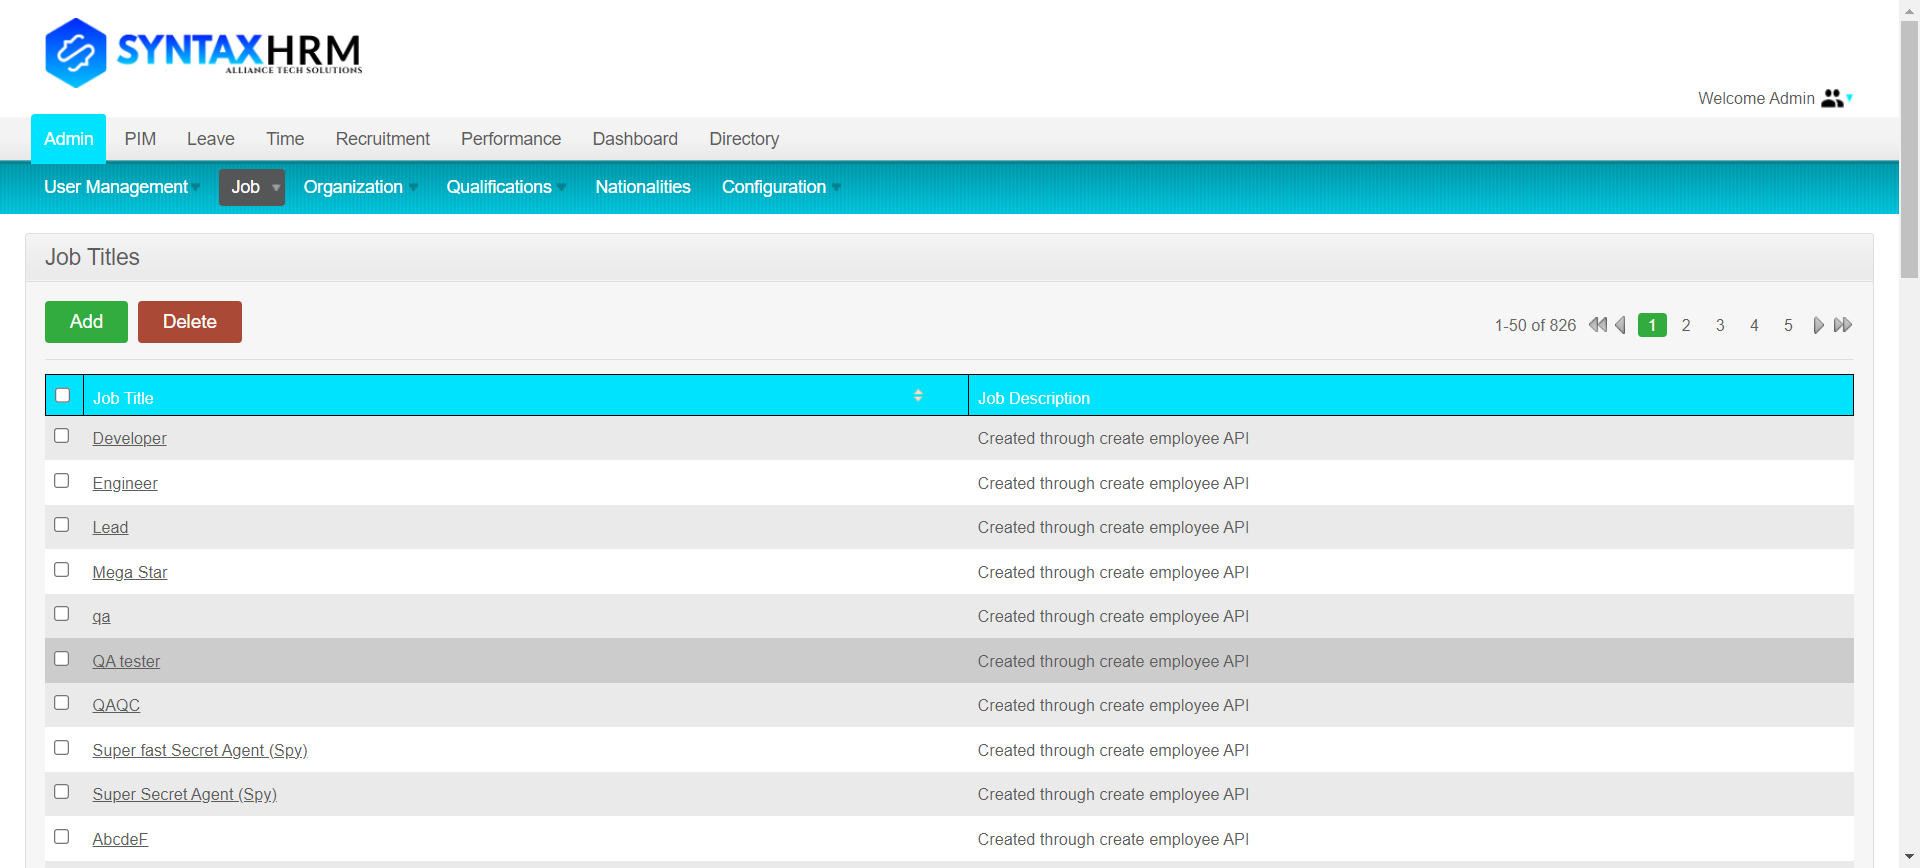 SYNTAXHRM
ALLIANCE TECH SOLUTIONS
Welcome Admin
Admin PIM Leave Time Recruitment Performance Dashboard Directory
User Management Job Organization Qualifications Nationalities Configuration
Job Titles
Add Delete 1-50 of 826 1 2 3 4 5
Job Title Job Description
Developer Created through create employee API
Engineer Created through create employee API
Lead Created through create employee API
Mega Star Created through create employee API
qa Created through create employee API
QA tester Created through create employee API
QAQC Created through create employee API
Super fast Secret Agent (Spy) Created through create employee API
Super Secret Agent (Spy) Created through create employee API
AbcdeF Created through create employee API